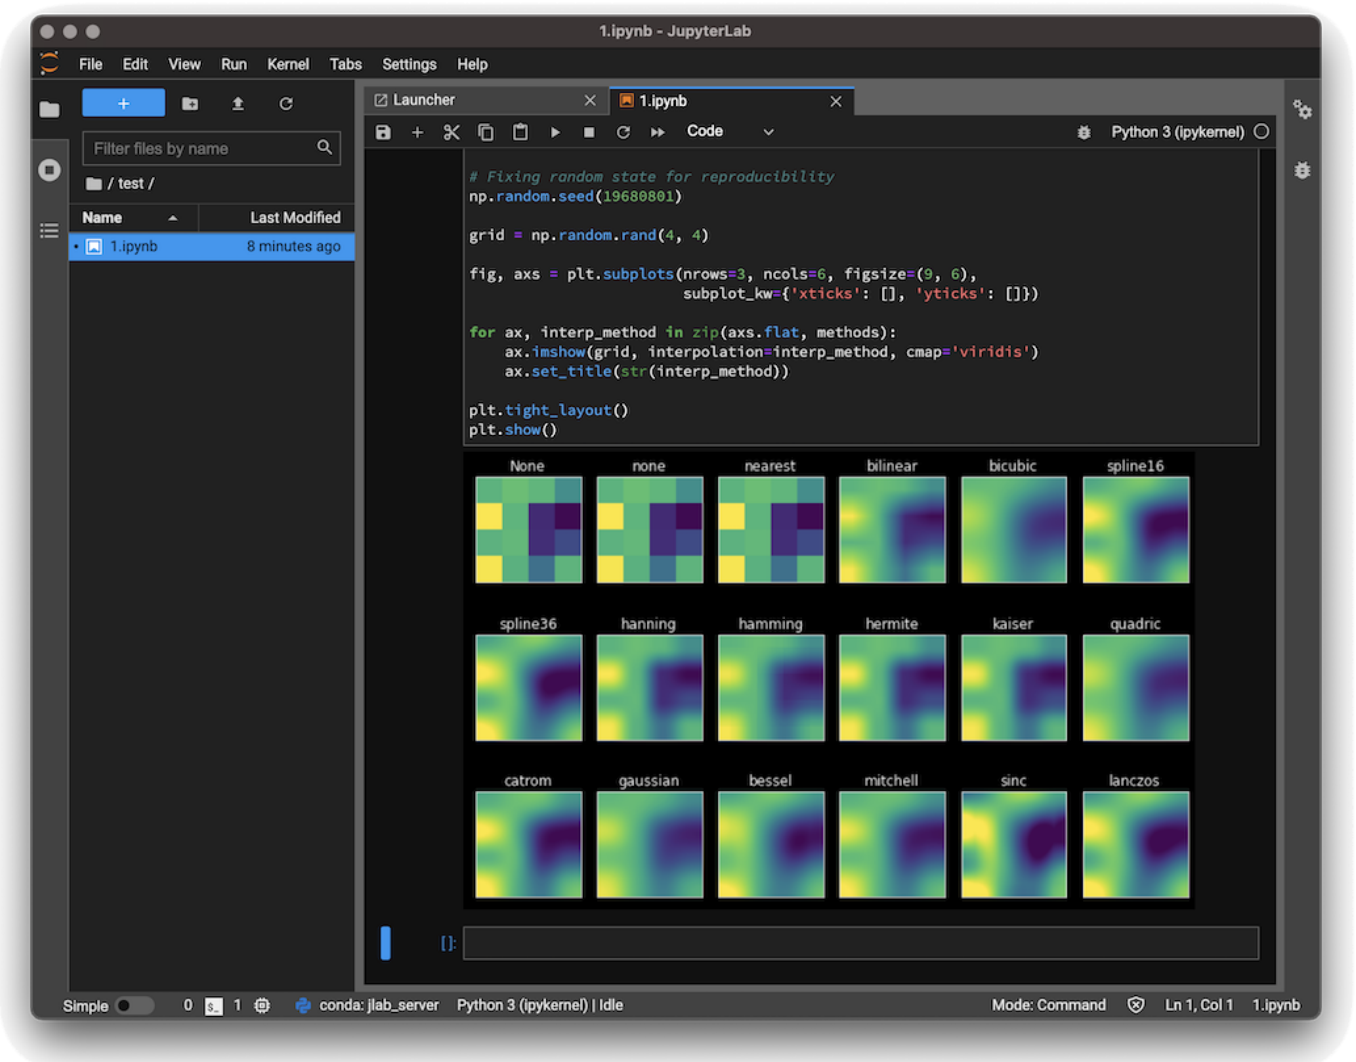 1.ipynb - JupyterLab
File Edit View Run Kernel Tabs Settings Help
+
Filter files by name
/ test /
Name Last Modified
1.ipynb 8 minutes ago
Launcher 1.ipynb
Code Python 3 (ipykernel)
# Fixing random state for reproducibility
np.random.seed(19680801)
grid = np.random.rand(4, 4)
fig, axs = plt.subplots(nrows=3, ncols=6, figsize=(9, 6),
subplot_kw={'xticks': [], 'yticks': []})
for ax, interp_method in zip(axs.flat, methods):
ax.imshow(grid, interpolation=interp_method, cmap='viridis')
ax.set_title(str(interp_method))
plt.tight_layout()
plt.show()
None none nearest bilinear bicubic spline16
spline36 hanning hamming hermite kaiser quadric
catrom gaussian bessel mitchell sinc lanczos
[]:
Simple 0 $_ 1 conda: jlab_server Python 3 (ipykernel) | Idle Mode: Command Ln 1, Col 1 1.ipynb